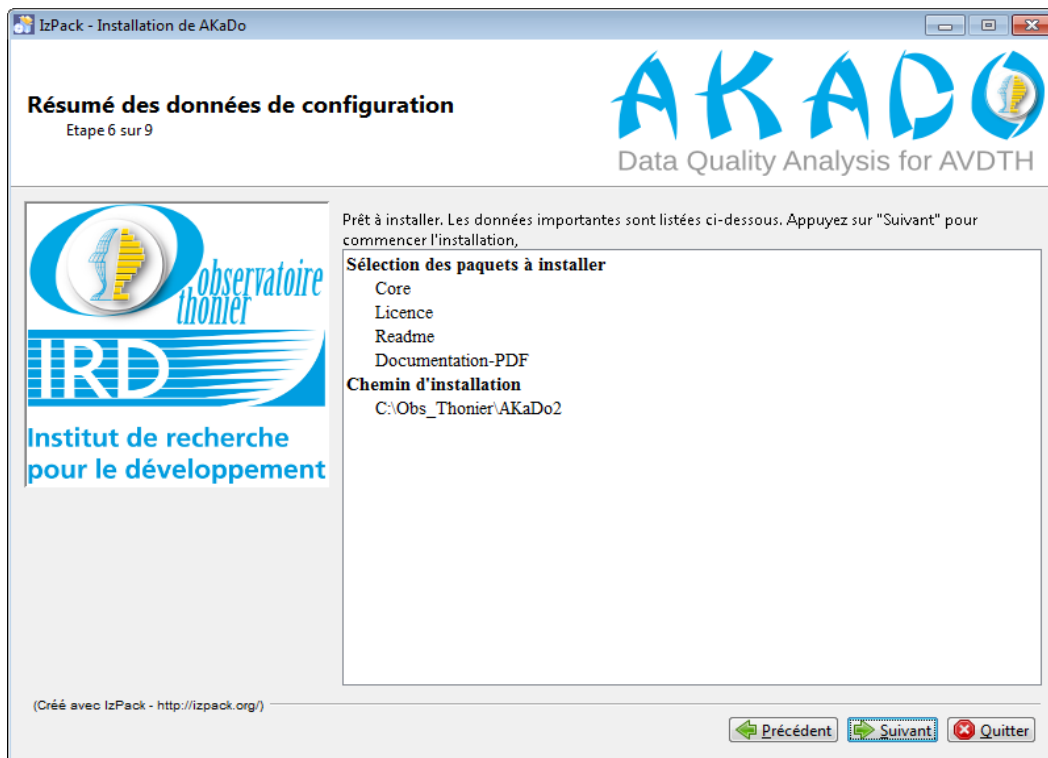 IzPack - Installation de AKaDo
Résumé des données de configuration
Etape 6 sur 9
AKADO
Data Quality Analysis for AVDTH
Observatoire
thonier
IRD
Institut de recherche
pour le développement
Prêt à installer. Les données importantes sont listées ci-dessous. Appuyez sur "Suivant" pour
commencer l'installation,
Sélection des paquets à installer
Core
Licence
Readme
Documentation-PDF
Chemin d'installation
C:\Obs_Thonier\AKaDo2
(Créé avec IzPack - http://izpack.org/)
Précédent
Suivant
Quitter